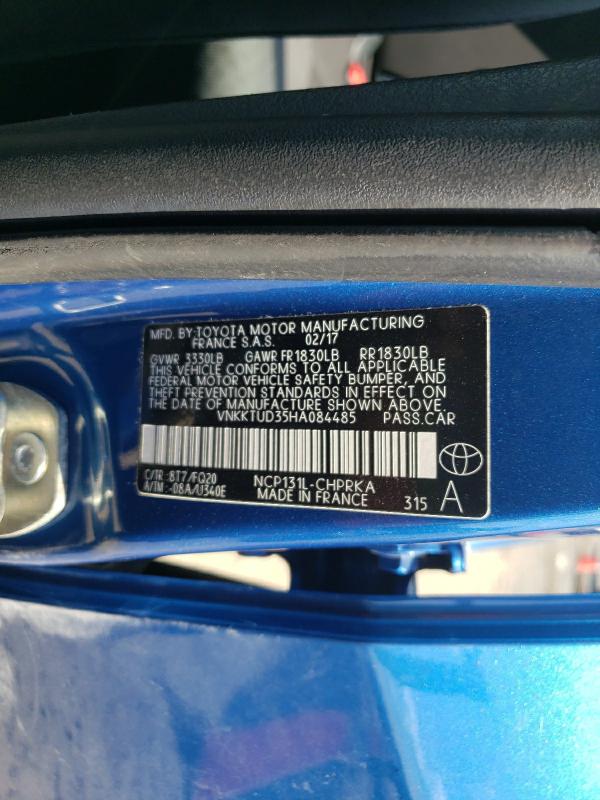 MFD. BY:TOYOTA MOTOR MANUFACTURING
FRANCE S.A.S. 02/17
GVWR 3330LB GAWR FR1830LB RR1830LB
THIS VEHICLE CONFORMS TO ALL APPLICABLE
FEDERAL MOTOR VEHICLE SAFETY BUMPER, AND
THEFT PREVENTION STANDARDS IN EFFECT ON
THE DATE OF MANUFACTURE SHOWN ABOVE.
VNKKTUD35HA084485 PASS.CAR
C/TR : 8T7 /FQ20 NCP131L-CHPRKA
A/TM : -08A/U340E MADE IN FRANCE 315 A